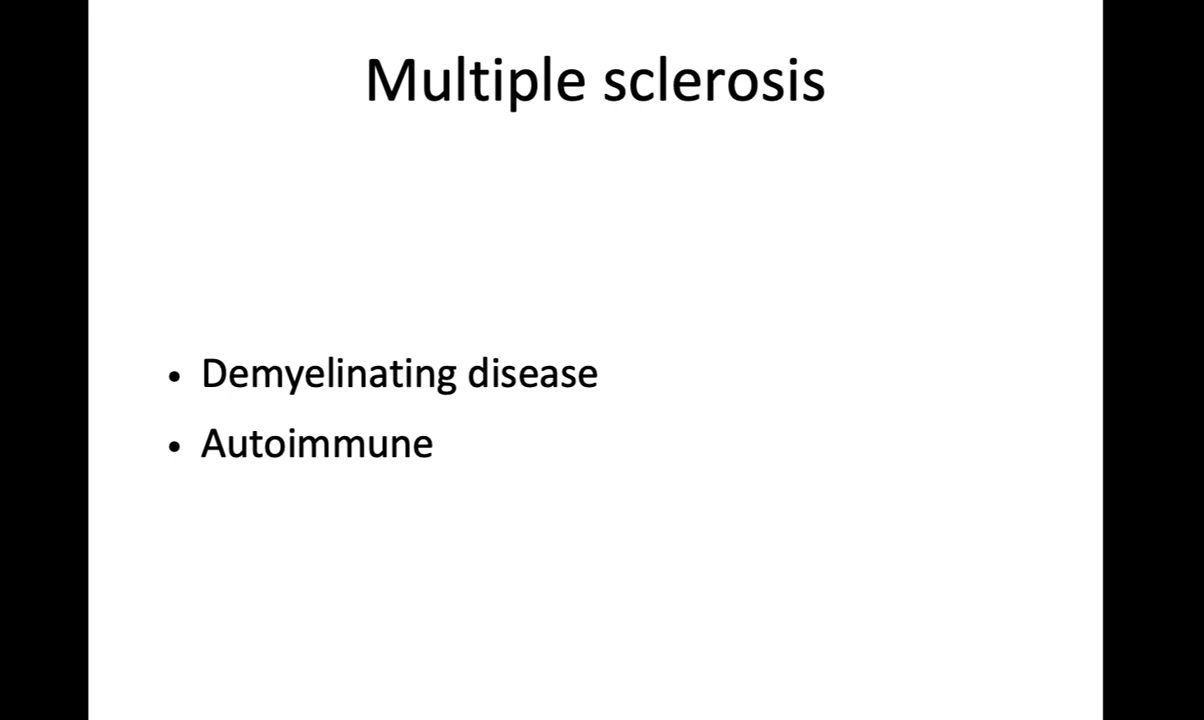 Multiple sclerosis
• Demyelinating disease
• Autoimmune